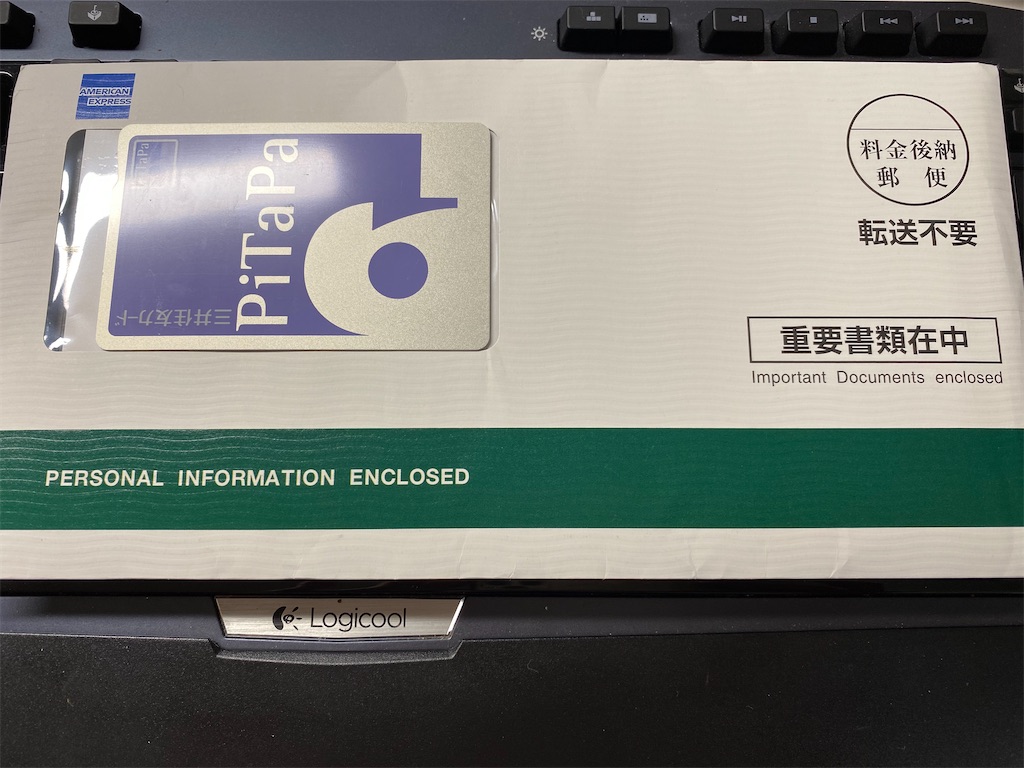 AMERICAN
EXPRESS
PiTaPa
PiTaPa
三井住友カード
料金後納
郵便
転送不要
重要書類在中
Important Documents enclosed
PERSONAL INFORMATION ENCLOSED
Logicool